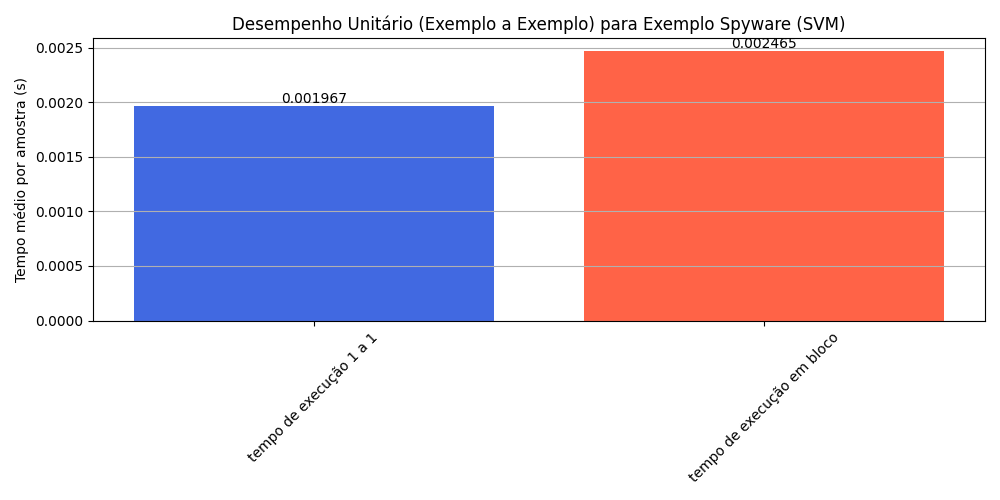 Desempenho Unitário (Exemplo a Exemplo) para Exemplo Spyware (SVM)
Tempo médio por amostra (s)
0.0025
0.0020
0.0015
0.0010
0.0005
0.0000
0.001967
0.002465
tempo de execução 1 a 1
tempo de execução em bloco